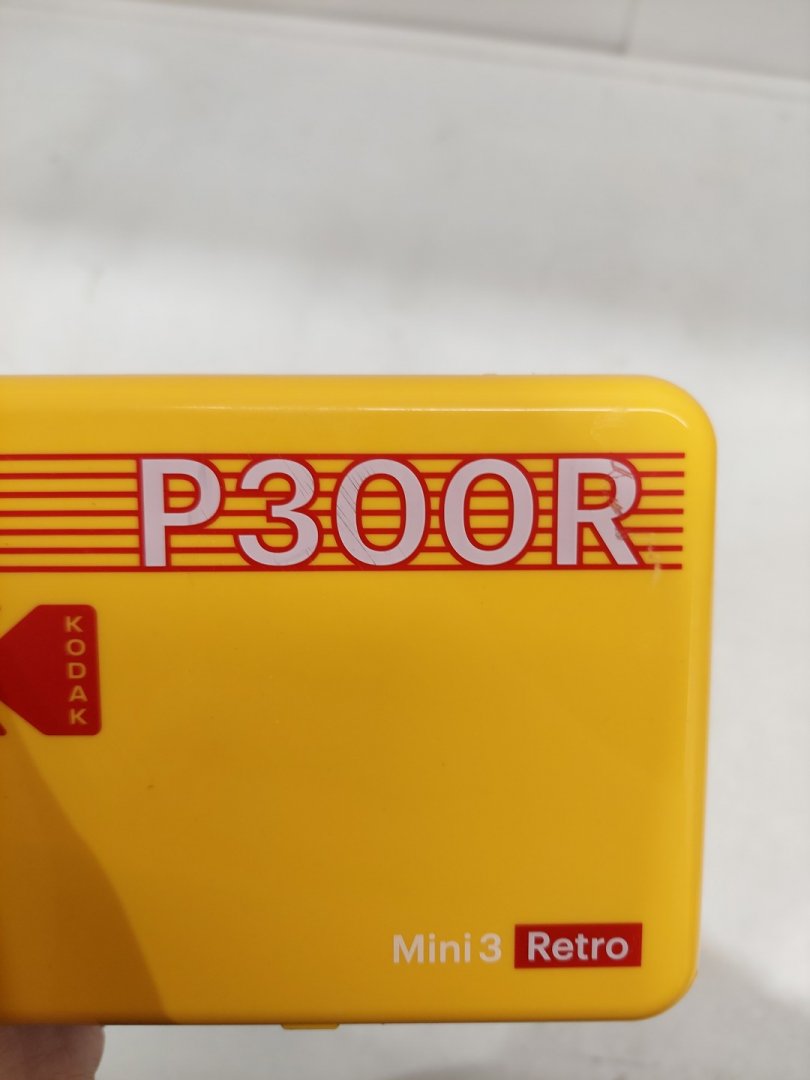 P300R
KODAK
Mini 3 Retro